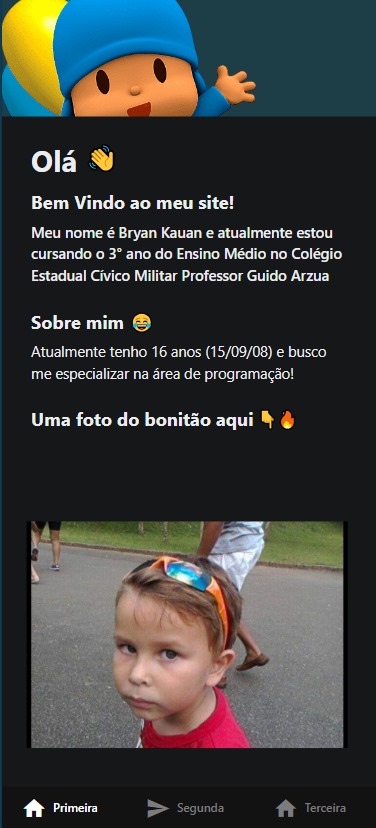 Olá 👋
Bem Vindo ao meu site!
Meu nome é Bryan Kauan e atualmente estou
cursando o 3° ano do Ensino Médio no Colégio
Estadual Cívico Militar Professor Guido Arzua
Sobre mim 😂
Atualmente tenho 16 anos (15/09/08) e busco
me especializar na área de programação!
Uma foto do bonitão aqui 👇🔥
Primeira
Segunda
Terceira